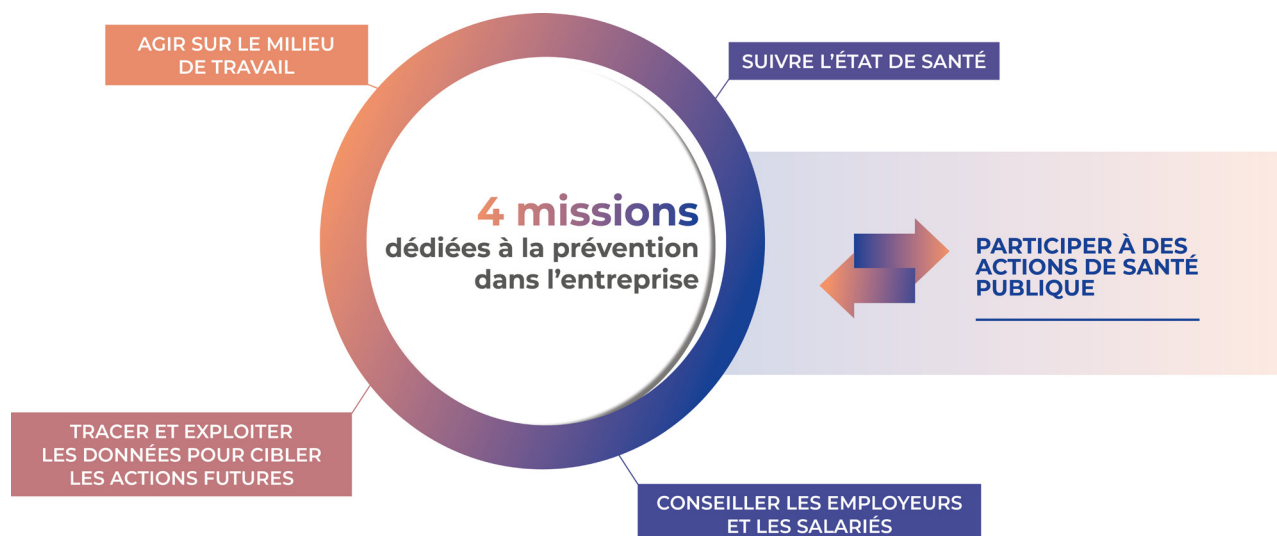 AGIR SUR LE MILIEU
DE TRAVAIL
SUIVRE L’ÉTAT DE SANTÉ
4 missions
dédiées à la prévention
dans l’entreprise
PARTICIPER À DES
ACTIONS DE SANTÉ
PUBLIQUE
TRACER ET EXPLOITER
LES DONNÉES POUR CIBLER
LES ACTIONS FUTURES
CONSEILLER LES EMPLOYEURS
ET LES SALARIÉS